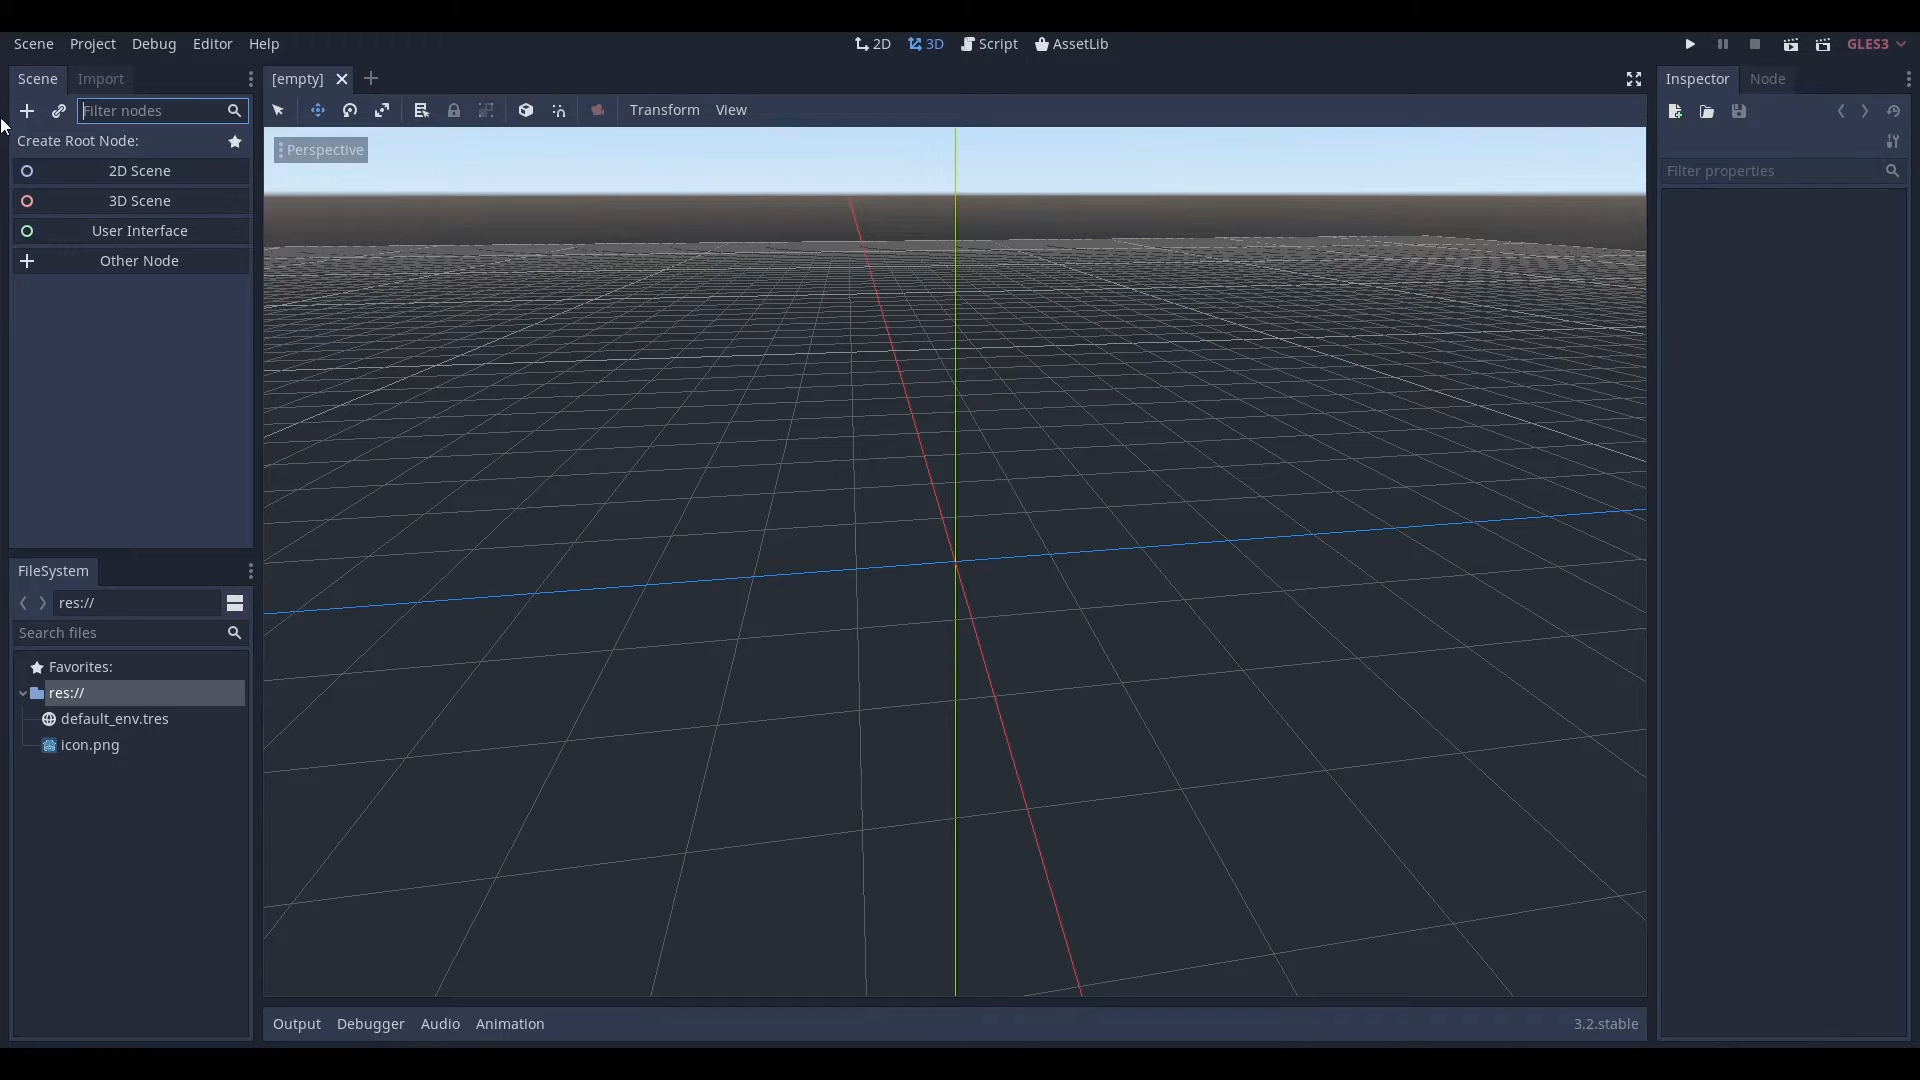 Scene Project Debug Editor Help 2D 3D Script AssetLib GLES3
Scene Import [empty] Inspector Node
Filter nodes Transform View
Create Root Node:
Perspective
2D Scene
Filter properties
3D Scene
User Interface
Other Node
FileSystem
res://
Search files
Favorites:
res://
default_env.tres
icon.png
Output Debugger Audio Animation 3.2.stable